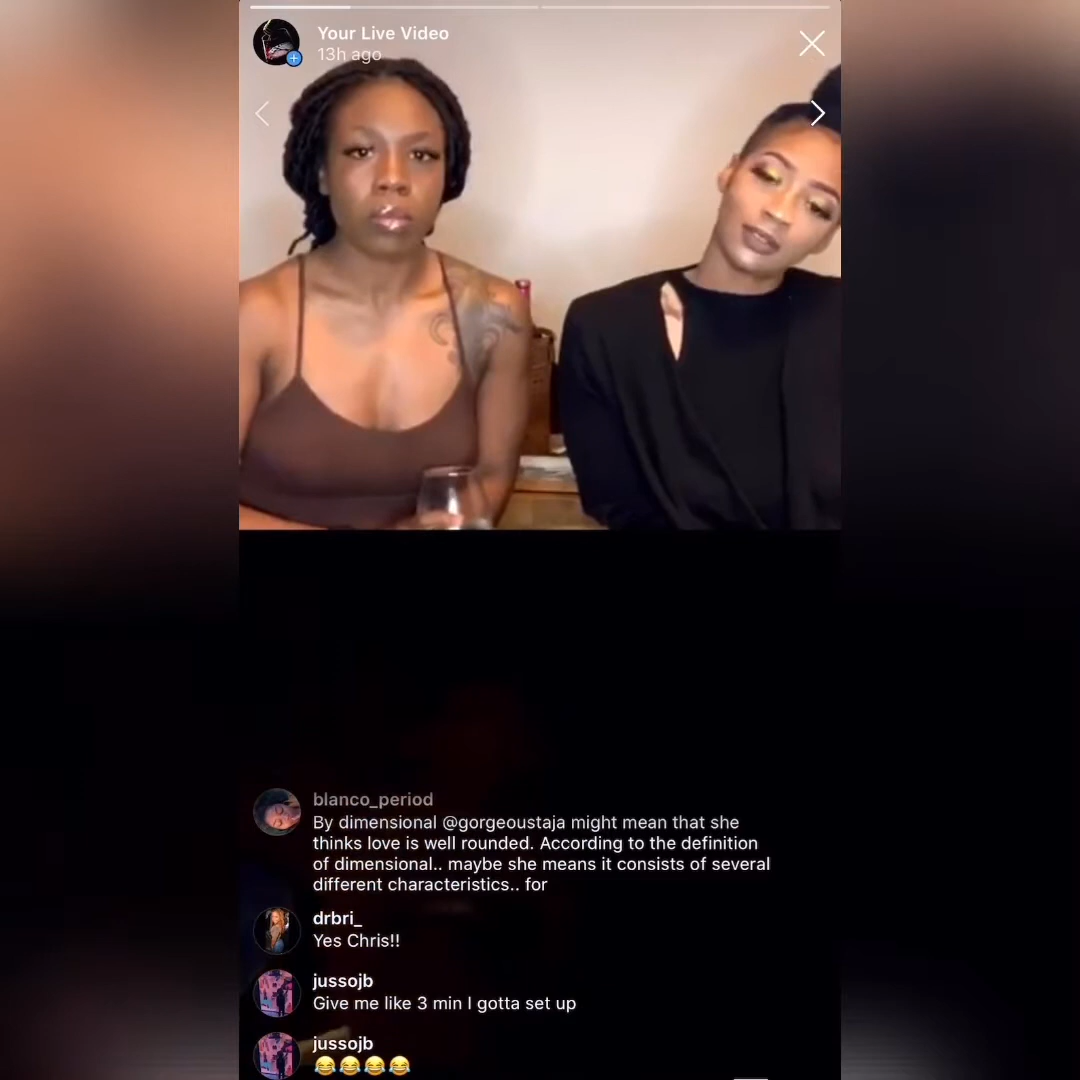 Your Live Video
13h ago
blanco_period
By dimensional @gorgeoustaja might mean that she
thinks love is well rounded. According to the definition
of dimensional.. maybe she means it consists of several
different characteristics.. for
drbri_
Yes Chris!!
jussojb
Give me like 3 min I gotta set up
jussojb
😂😂😂😂